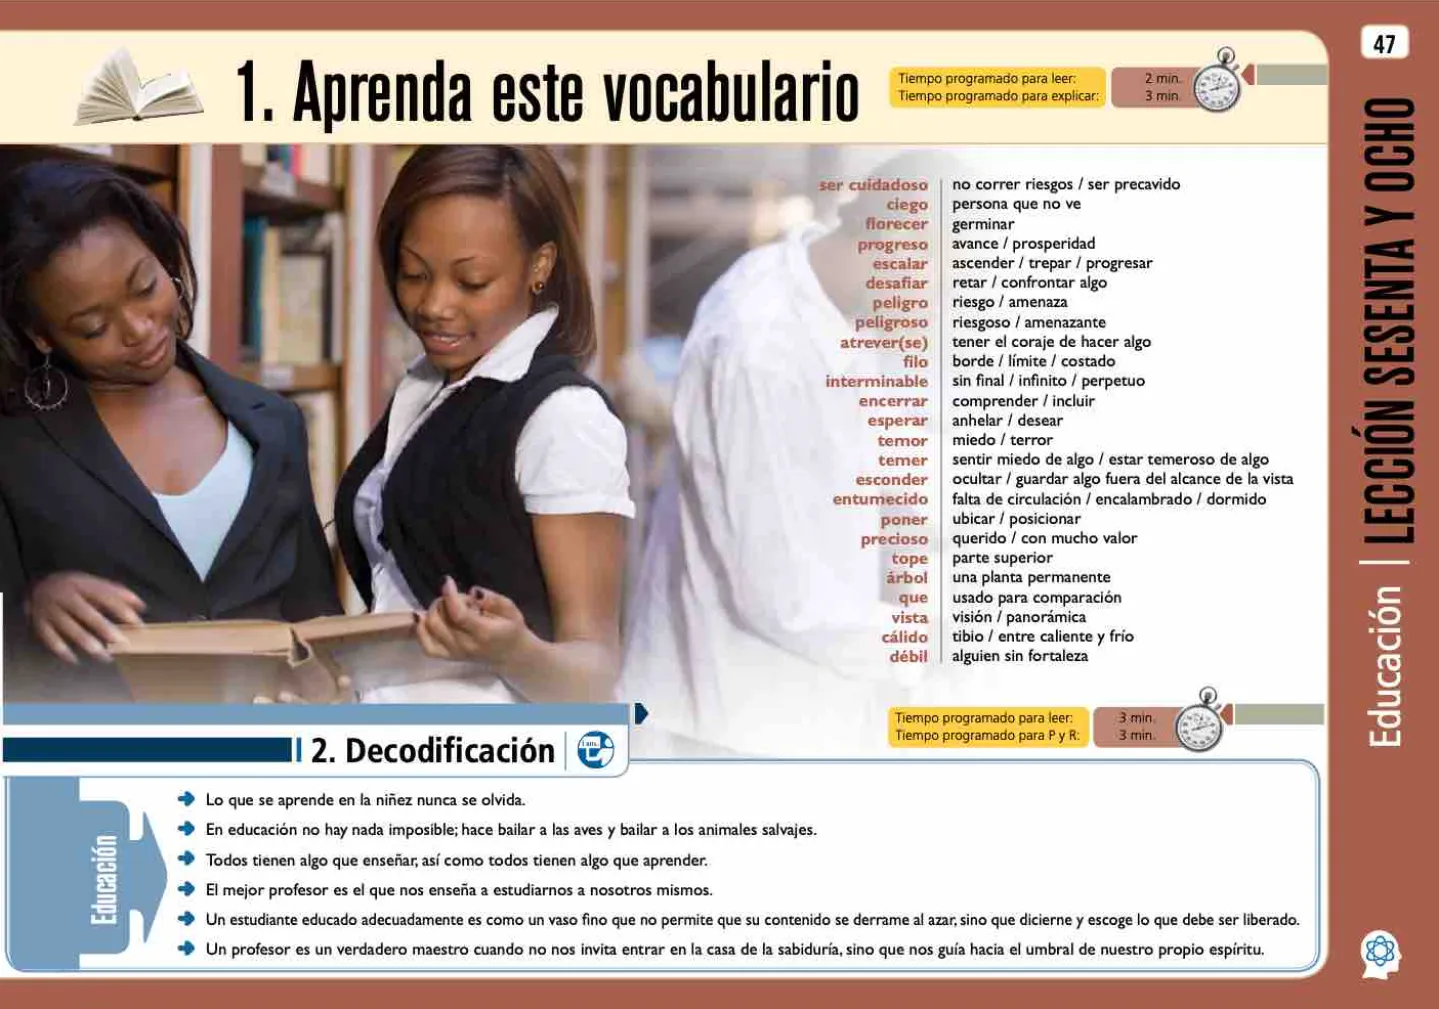 47
1. Aprenda este vocabulario
Tiempo programado para leer: 2 min.
Tiempo programado para explicar: 3 min.
ser cuidadoso no correr riesgos / ser precavido
ciego persona que no ve
florecer germinar
progreso avance / prosperidad
escalar ascender / trepar / progresar
desafiar retar / confrontar algo
peligro riesgo / amenaza
peligroso riesgoso / amenazante
atrever(se) tener el coraje de hacer algo
filo borde / límite / costado
interminable sin final / infinito / perpetuo
encerrar comprender / incluir
esperar anhelar / desear
temor miedo / terror
temer sentir miedo de algo / estar temeroso de algo
esconder ocultar / guardar algo fuera del alcance de la vista
entumecido falta de circulación / encalambrado / dormido
poner ubicar / posicionar
precioso querido / con mucho valor
tope parte superior
árbol una planta permanente
que usado para comparación
vista visión / panorámica
cálido tibio / entre caliente y frío
débil alguien sin fortaleza
Educación | LECCIÓN SESENTA Y OCHO
2. Decodificación
Tiempo programado para leer: 3 min.
Tiempo programado para P y R: 3 min.
Educación
Lo que se aprende en la niñez nunca se olvida.
En educación no hay nada imposible; hace bailar a las aves y bailar a los animales salvajes.
Todos tienen algo que enseñar, así como todos tienen algo que aprender.
El mejor profesor es el que nos enseña a estudiarnos a nosotros mismos.
Un estudiante educado adecuadamente es como un vaso fino que no permite que su contenido se derrame al azar, sino que dicierne y escoge lo que debe ser liberado.
Un profesor es un verdadero maestro cuando no nos invita entrar en la casa de la sabiduría, sino que nos guía hacia el umbral de nuestro propio espíritu.